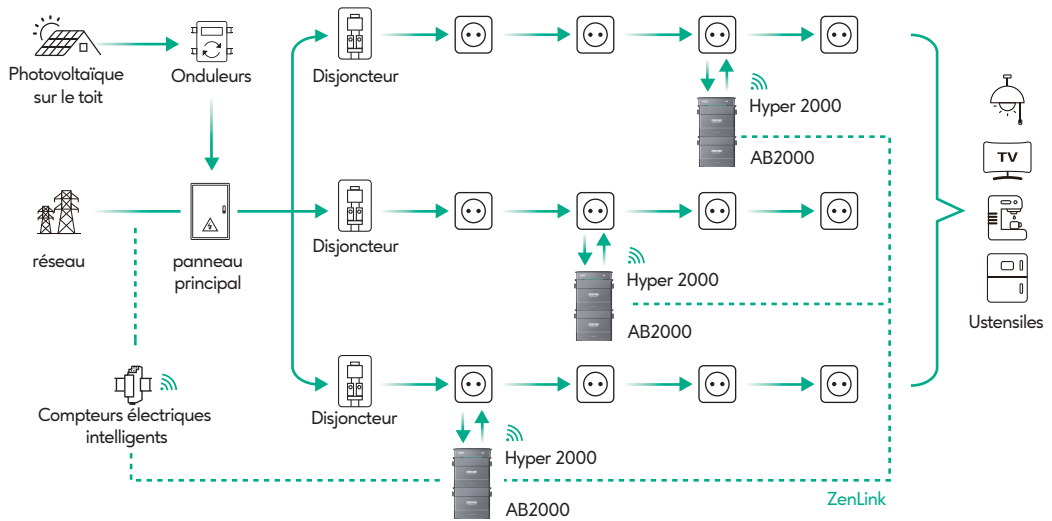 Photovoltaïque
sur le toit
Onduleurs
Disjoncteur
Hyper 2000
AB2000
TV
réseau
panneau
principal
Disjoncteur
Hyper 2000
AB2000
Ustensiles
Compteurs électriques
intelligents
Disjoncteur
Hyper 2000
AB2000
ZenLink